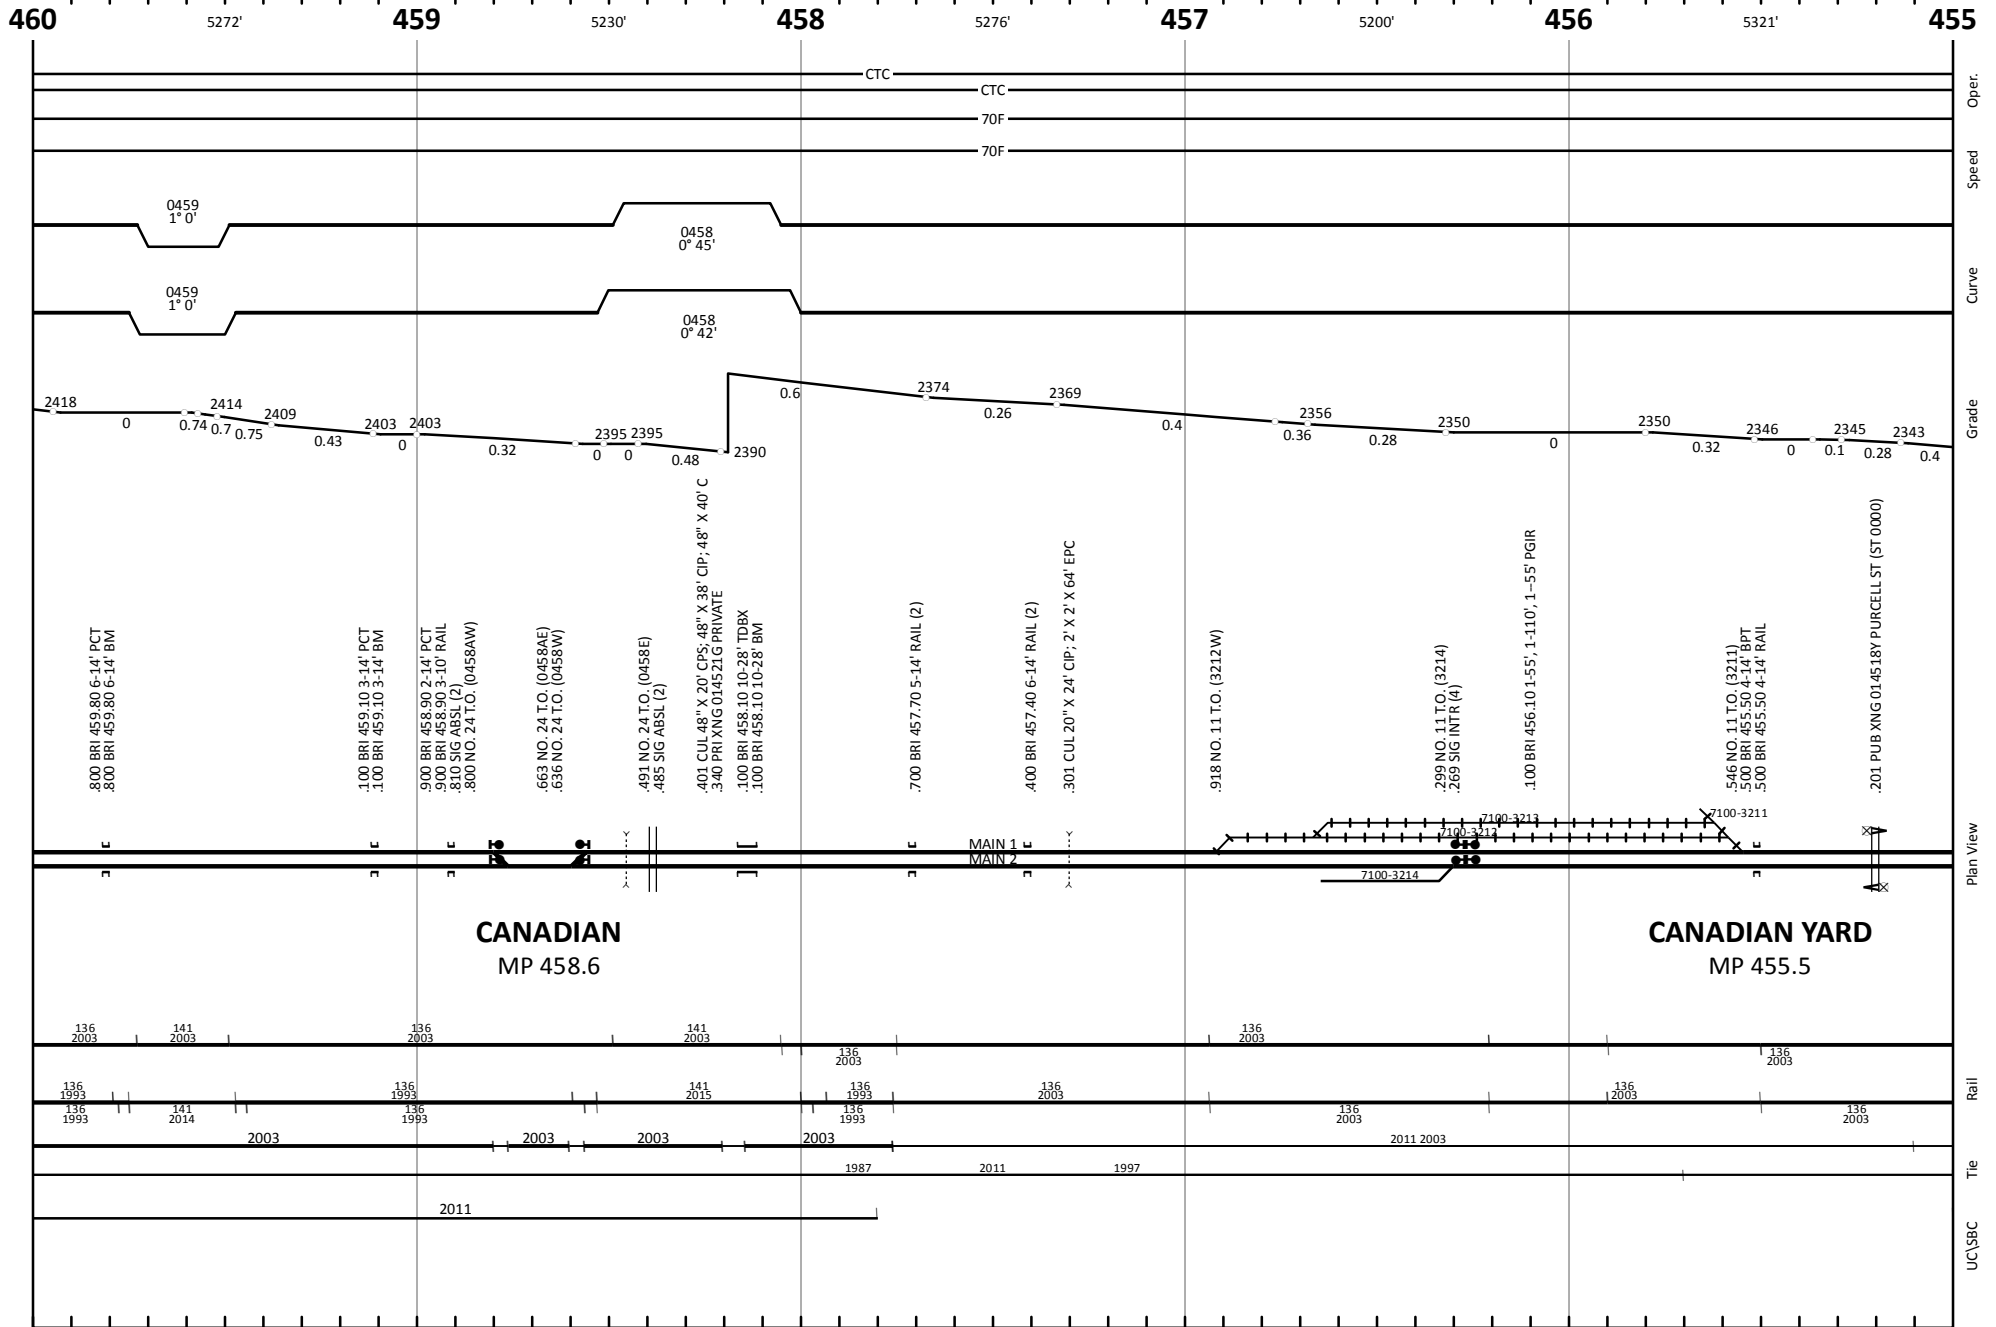 460 5272' 459 5230' 458 5276' 457 5200' 456 5321' 455
CTC
CTC
Oper.
70F
70F
Speed
0459
1° 0'
0458
0° 45'
0459
1° 0'
0458
0° 42'
Curve
2418 2414 2409 2403 2403 2395 2395 2390 2374 2369 2356 2350 2350 2346 2345 2343
0 0.74 0.7 0.75 0.43 0 0.32 0 0 0.48 0.6 0.26 0.4 0.36 0.28 0 0.32 0 0.1 0.28 0.4
Grade
.800 BRI 459.80 6-14' PCT
.800 BRI 459.80 6-14' BM
.100 BRI 459.10 3-14' PCT
.100 BRI 459.10 3-14' BM
.900 BRI 458.90 2-14' PCT
.900 BRI 458.90 3-10' RAIL
.810 SIG ABSL (2)
.800 NO. 24 T.O. (0458AW)
.663 NO. 24 T.O. (0458AE)
.636 NO. 24 T.O. (0458W)
.491 NO. 24 T.O. (0458E)
.485 SIG ABSL (2)
.401 CUL 48" X 20' CPS; 48" X 38' CIP; 48" X 40' C
.340 PRI XNG 014521G PRIVATE
.100 BRI 458.10 10-28' TDBX
.100 BRI 458.10 10-28' BM
.700 BRI 457.70 5-14' RAIL (2)
.400 BRI 457.40 6-14' RAIL (2)
.301 CUL 20" X 24' CIP; 2' X 2' X 64' EPC
.918 NO. 11 T.O. (3212W)
.299 NO. 11 T.O. (3214)
.269 SIG INTR (4)
.100 BRI 456.10 1-55', 1-110', 1--55' PGIR
.546 NO. 11 T.O. (3211)
.500 BRI 455.50 4-14' BPT
.500 BRI 455.50 4-14' RAIL
.201 PUB XNG 014518Y PURCELL ST (ST 0000)
7100-3213
7100-3211
7100-3212
MAIN 1
MAIN 2
7100-3214
Plan View
CANADIAN
MP 458.6
CANADIAN YARD
MP 455.5
136 141 136 141 136
2003 2003 2003 2003 2003
136 136
2003 2003
136 136 141 136 136 136
1993 1993 2015 1993 2003 2003
136 141 136 136 136 136
1993 2014 1993 1993 2003 2003
Rail
2003 2003 2003 2003 2011 2003
1987 2011 1997
Tie
2011
UC\SBC